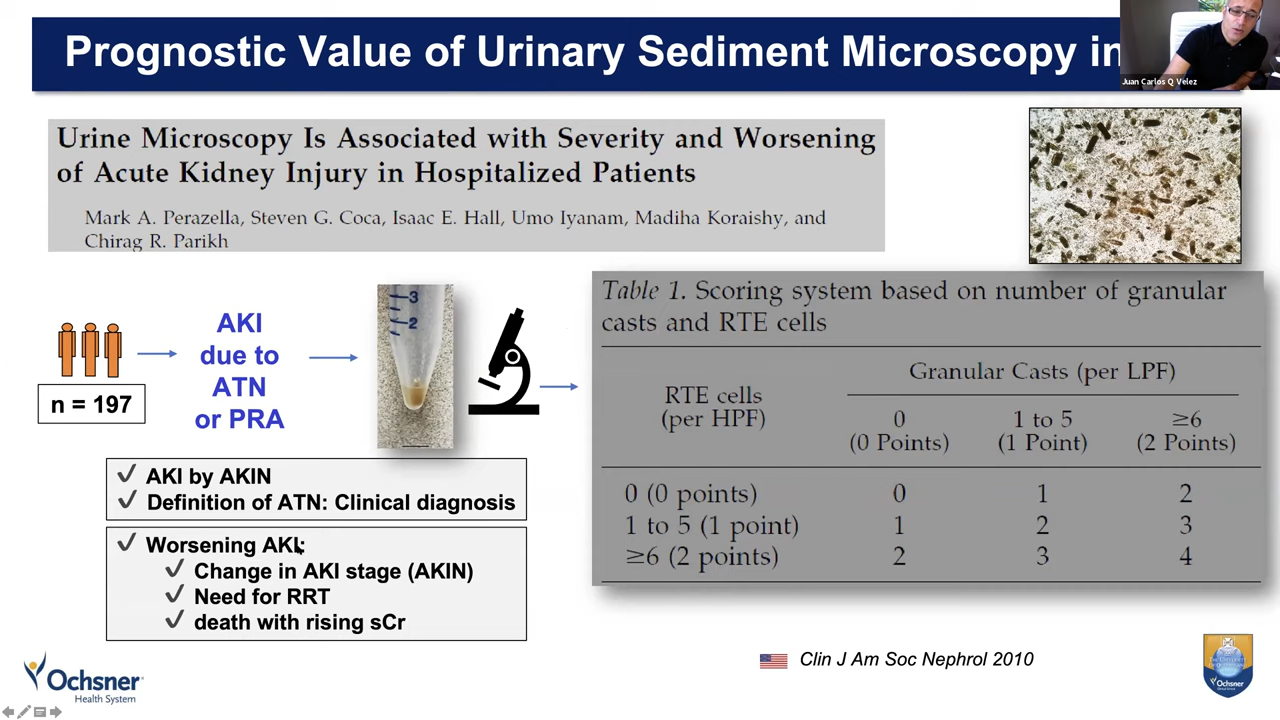 Prognostic Value of Urinary Sediment Microscopy in
Juan Carlos Q Velez
Urine Microscopy Is Associated with Severity and Worsening
of Acute Kidney Injury in Hospitalized Patients
Mark A. Perazella, Steven G. Coca, Isaac E. Hall, Umo Iyanam, Madiha Koraishy, and
Chirag R. Parikh
n = 197
AKI
due to
ATN
or PRA
3
2
Table 1. Scoring system based on number of granular
casts and RTE cells
RTE cells
(per HPF)
Granular Casts (per LPF)
0
(0 Points)
1 to 5
(1 Point)
≥6
(2 Points)
0 (0 points) 0 1 2
1 to 5 (1 point) 1 2 3
≥6 (2 points) 2 3 4
✓ AKI by AKIN
✓ Definition of ATN: Clinical diagnosis
✓ Worsening AKI:
✓ Change in AKI stage (AKIN)
✓ Need for RRT
✓ death with rising sCr
Clin J Am Soc Nephrol 2010
Ochsner
Health System
Ochsner